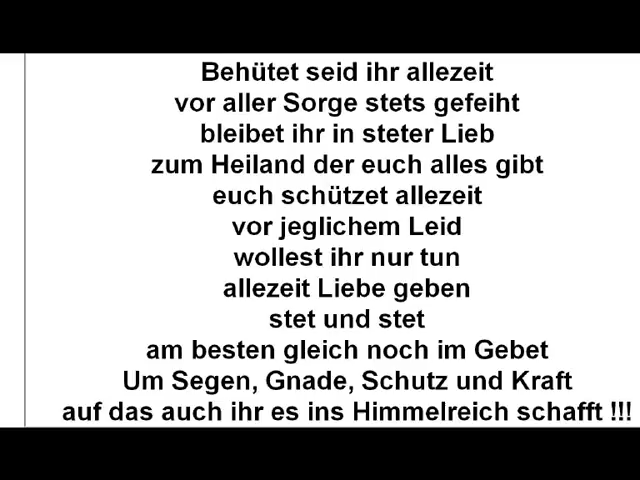 Behütet seid ihr allezeit
vor aller Sorge stets gefeiht
bleibet ihr in steter Lieb
zum Heiland der euch alles gibt
euch schützet allezeit
vor jeglichem Leid
wollest ihr nur tun
allezeit Liebe geben
stet und stet
am besten gleich noch im Gebet
Um Segen, Gnade, Schutz und Kraft
auf das auch ihr es ins Himmelreich schafft !!!